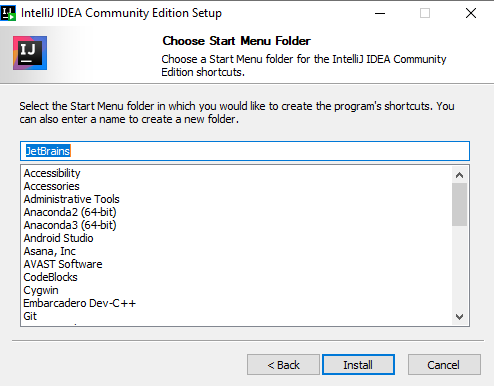 IntelliJ IDEA Community Edition Setup
IJ
Choose Start Menu Folder
Choose a Start Menu folder for the IntelliJ IDEA Community
Edition shortcuts.
Select the Start Menu folder in which you would like to create the program's shortcuts. You
can also enter a name to create a new folder.
JetBrains
Accessibility
Accessories
Administrative Tools
Anaconda2 (64-bit)
Anaconda3 (64-bit)
Android Studio
Asana, Inc
AVAST Software
CodeBlocks
Cygwin
Embarcadero Dev-C++
Git
< Back
Install
Cancel